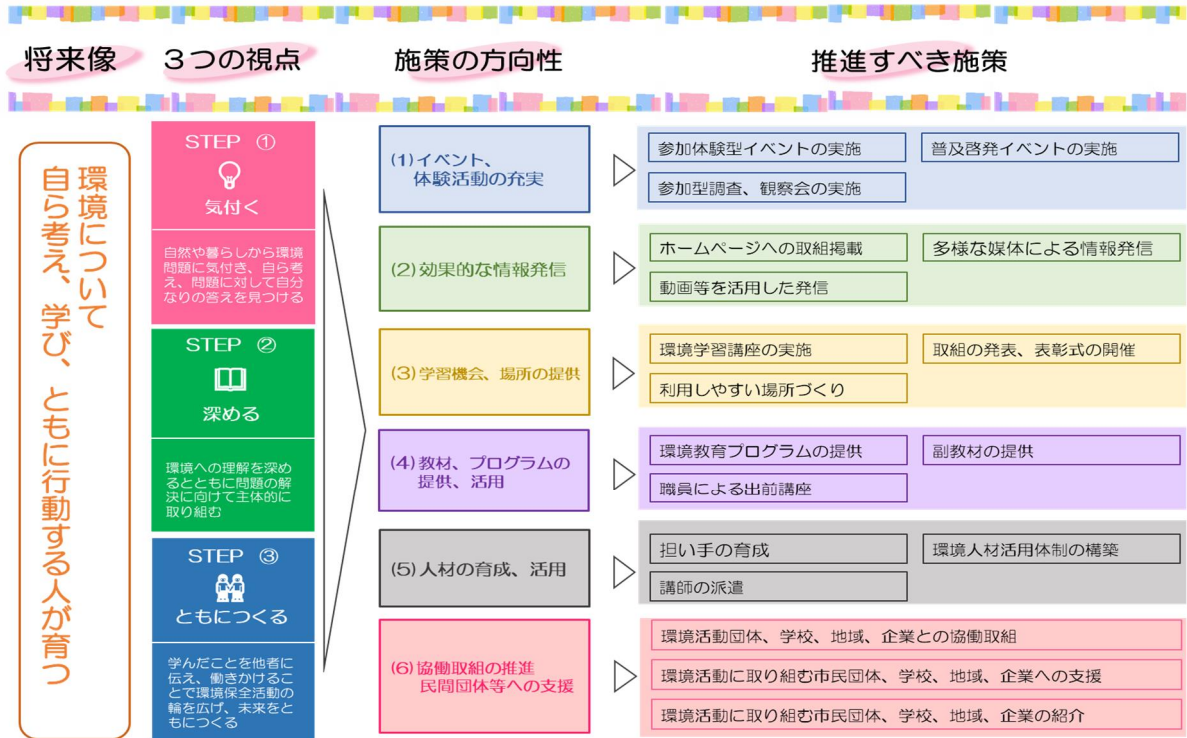 将来像
３つの視点
施策の方向性
推進すべき施策
環境について
自ら考え、学び、ともに行動する人が育つ
STEP ①
気付く
自然や暮らしから環境
問題に気付き、自ら考
え、問題に対して自分
なりの答えを見つける
STEP ②
深める
環境への理解を深め
るとともに問題の解
決に向けて主体的に
取り組む
STEP ③
ともにつくる
学んだことを他者に
伝え、働きかけるこ
とで環境保全活動の
輪を広げ、未来をと
もにつくる
(1)イベント、
体験活動の充実
参加体験型イベントの実施
普及啓発イベントの実施
参加型調査、観察会の実施
(2)効果的な情報発信
ホームページへの取組掲載
多様な媒体による情報発信
動画等を活用した発信
(3)学習機会、場所の提供
環境学習講座の実施
取組の発表、表彰式の開催
利用しやすい場所づくり
(4)教材、プログラムの
提供、活用
環境教育プログラムの提供
副教材の提供
職員による出前講座
(5)人材の育成、活用
担い手の育成
環境人材活用体制の構築
講師の派遣
(6)協働取組の推進
民間団体等への支援
環境活動団体、学校、地域、企業との協働取組
環境活動に取り組む市民団体、学校、地域、企業への支援
環境活動に取り組む市民団体、学校、地域、企業の紹介